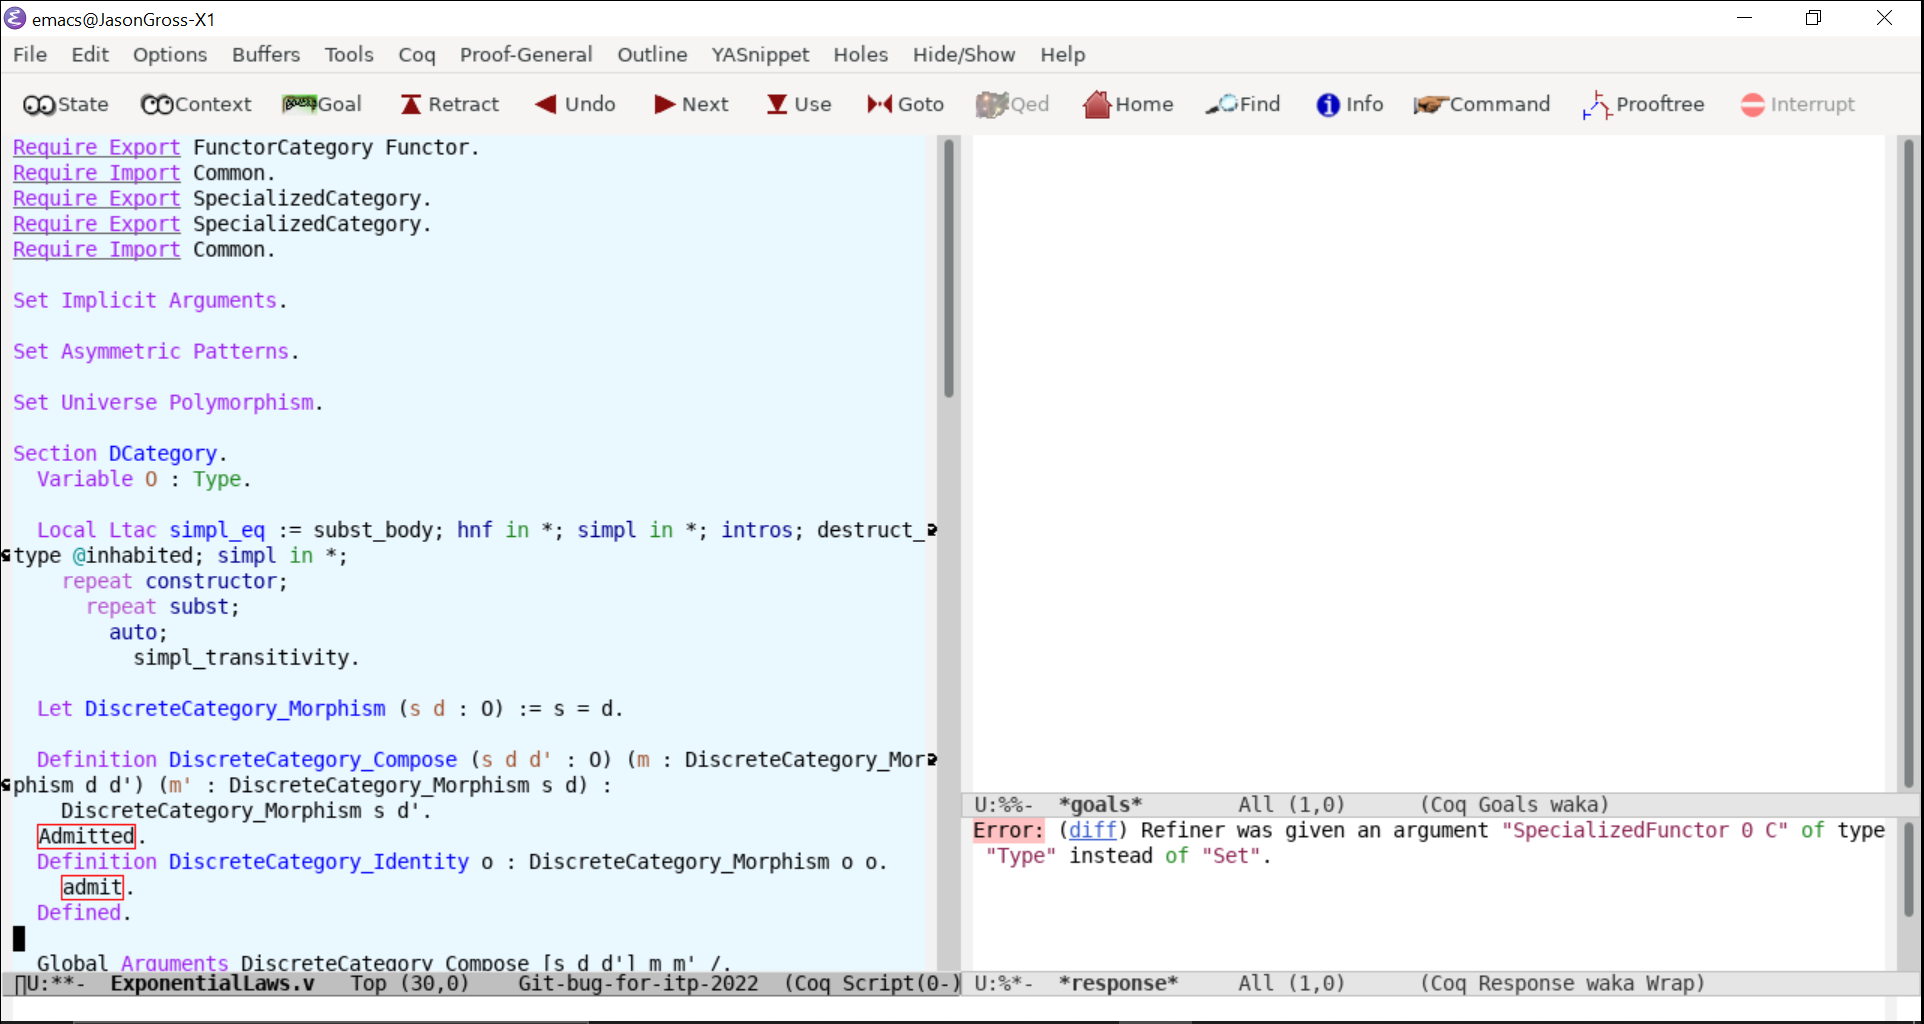 emacs@JasonGross-X1
File Edit Options Buffers Tools Coq Proof-General Outline YASnippet Holes Hide/Show Help
State Context Goal Retract Undo Next Use Goto Qed Home Find Info Command Prooftree Interrupt
Require Export FunctorCategory Functor.
Require Import Common.
Require Export SpecializedCategory.
Require Export SpecializedCategory.
Require Import Common.
Set Implicit Arguments.
Set Asymmetric Patterns.
Set Universe Polymorphism.
Section DCategory.
  Variable O : Type.
  Local Ltac simpl_eq := subst_body; hnf in *; simpl in *; intros; destruct_
type @inhabited; simpl in *;
    repeat constructor;
      repeat subst;
        auto;
          simpl_transitivity.
  Let DiscreteCategory_Morphism (s d : O) := s = d.
  Definition DiscreteCategory_Compose (s d d' : O) (m : DiscreteCategory_Mor
phism d d') (m' : DiscreteCategory_Morphism s d) :
    DiscreteCategory_Morphism s d'.
  Admitted.
  Definition DiscreteCategory_Identity o : DiscreteCategory_Morphism o o.
    admit.
  Defined.
  Global Arguments DiscreteCategory_Compose [s d d'] m m' /.
U:**-  ExponentialLaws.v   Top (30,0)    Git-bug-for-itp-2022  (Coq Script(0-)
U:%%-  *goals*        All (1,0)      (Coq Goals waka)
Error: (diff) Refiner was given an argument "SpecializedFunctor 0 C" of type
 "Type" instead of "Set".
U:%*-  *response*     All (1,0)      (Coq Response waka Wrap)